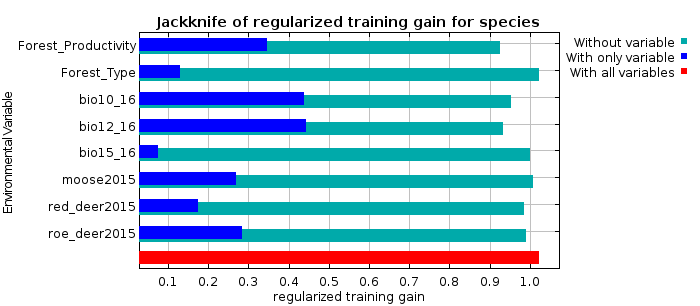 Jackknife of regularized training gain for species
Without variable
With only variable
With all variables
Environmental Variable
Forest_Productivity
Forest_Type
bio10_16
bio12_16
bio15_16
moose2015
red_deer2015
roe_deer2015
0.1 0.2 0.3 0.4 0.5 0.6 0.7 0.8 0.9 1.0
regularized training gain